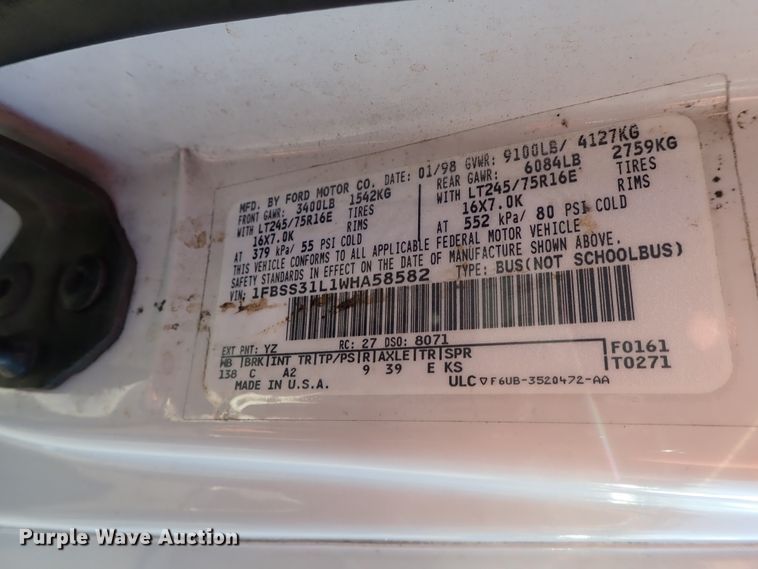 MFD. BY FORD MOTOR CO. DATE: 01/98 GVWR: 9100LB/ 4127KG
FRONT GAWR: 3400LB 1542KG REAR GAWR: 6084LB 2759KG
WITH LT245/75R16E TIRES WITH LT245/75R16E TIRES
16X7.0K RIMS 16X7.0K RIMS
AT 379 kPa/ 55 PSI COLD AT 552 kPa/ 80 PSI COLD
THIS VEHICLE CONFORMS TO ALL APPLICABLE FEDERAL MOTOR VEHICLE
SAFETY STANDARDS IN EFFECT ON THE DATE OF MANUFACTURE SHOWN ABOVE.
VIN: 1FBSS31L1WHA58582 TYPE: BUS(NOT SCHOOLBUS)
EXT PNT: YZ RC: 27 DSO: 8071 F0161
WB BRK INT TR TP/PS R AXLE TR SPR T0271
138 C A2 9 39 E KS
MADE IN U.S.A. ULC ▽ F6UB-3520472-AA
Purple Wave Auction